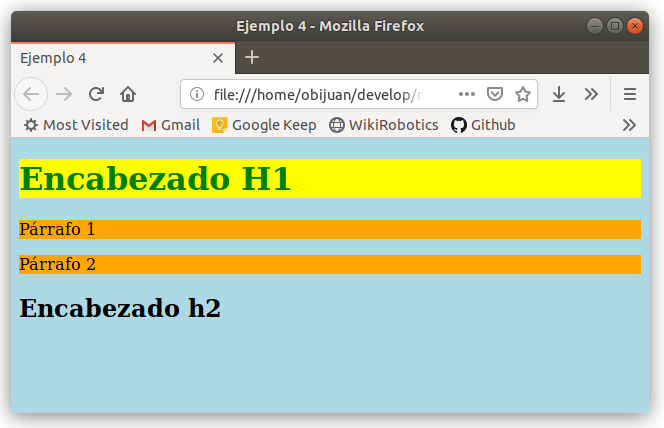 Ejemplo 4 - Mozilla Firefox
Ejemplo 4
file:///home/obijuan/develop/
Most Visited Gmail Google Keep WikiRobotics Github
Encabezado H1
Párrafo 1
Párrafo 2
Encabezado h2